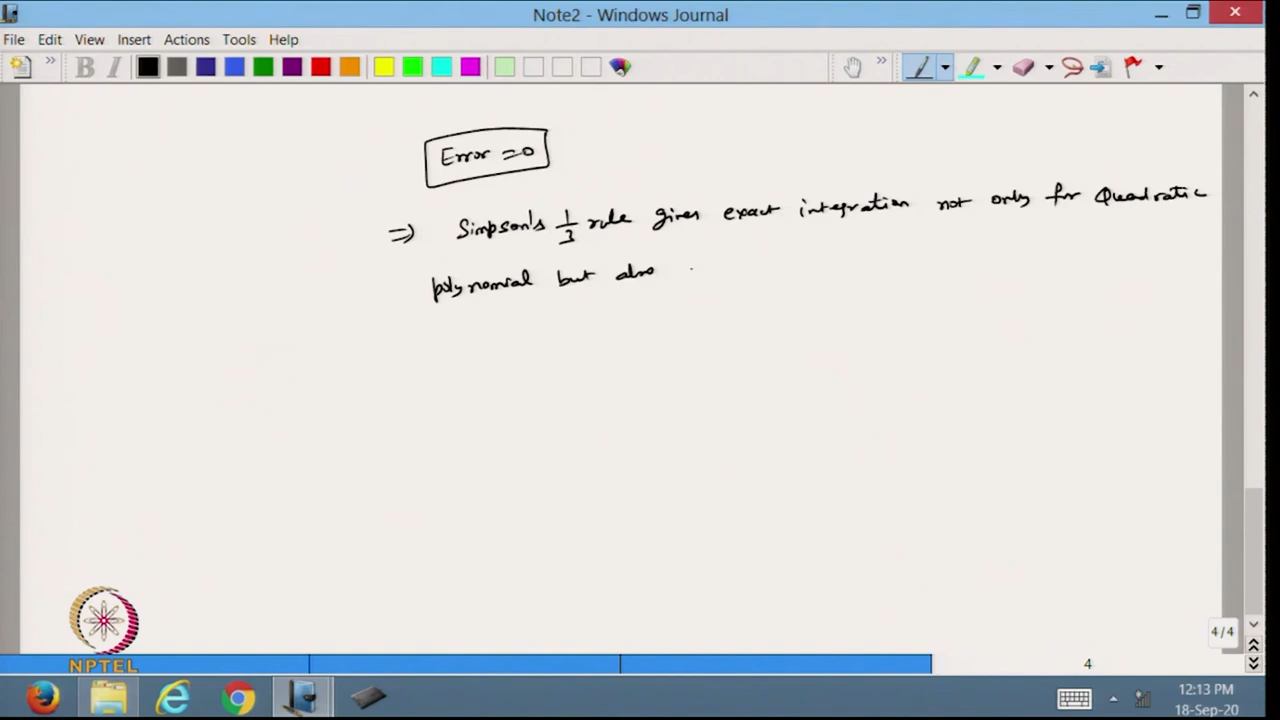 Note2 - Windows Journal
File Edit View Insert Actions Tools Help
B I
Error = 0
⇒ Simpson's 1/3 rule gives exact integration not only for Quadratic
polynomial but also
4/4
NPTEL
4
12:13 PM
18-Sep-20